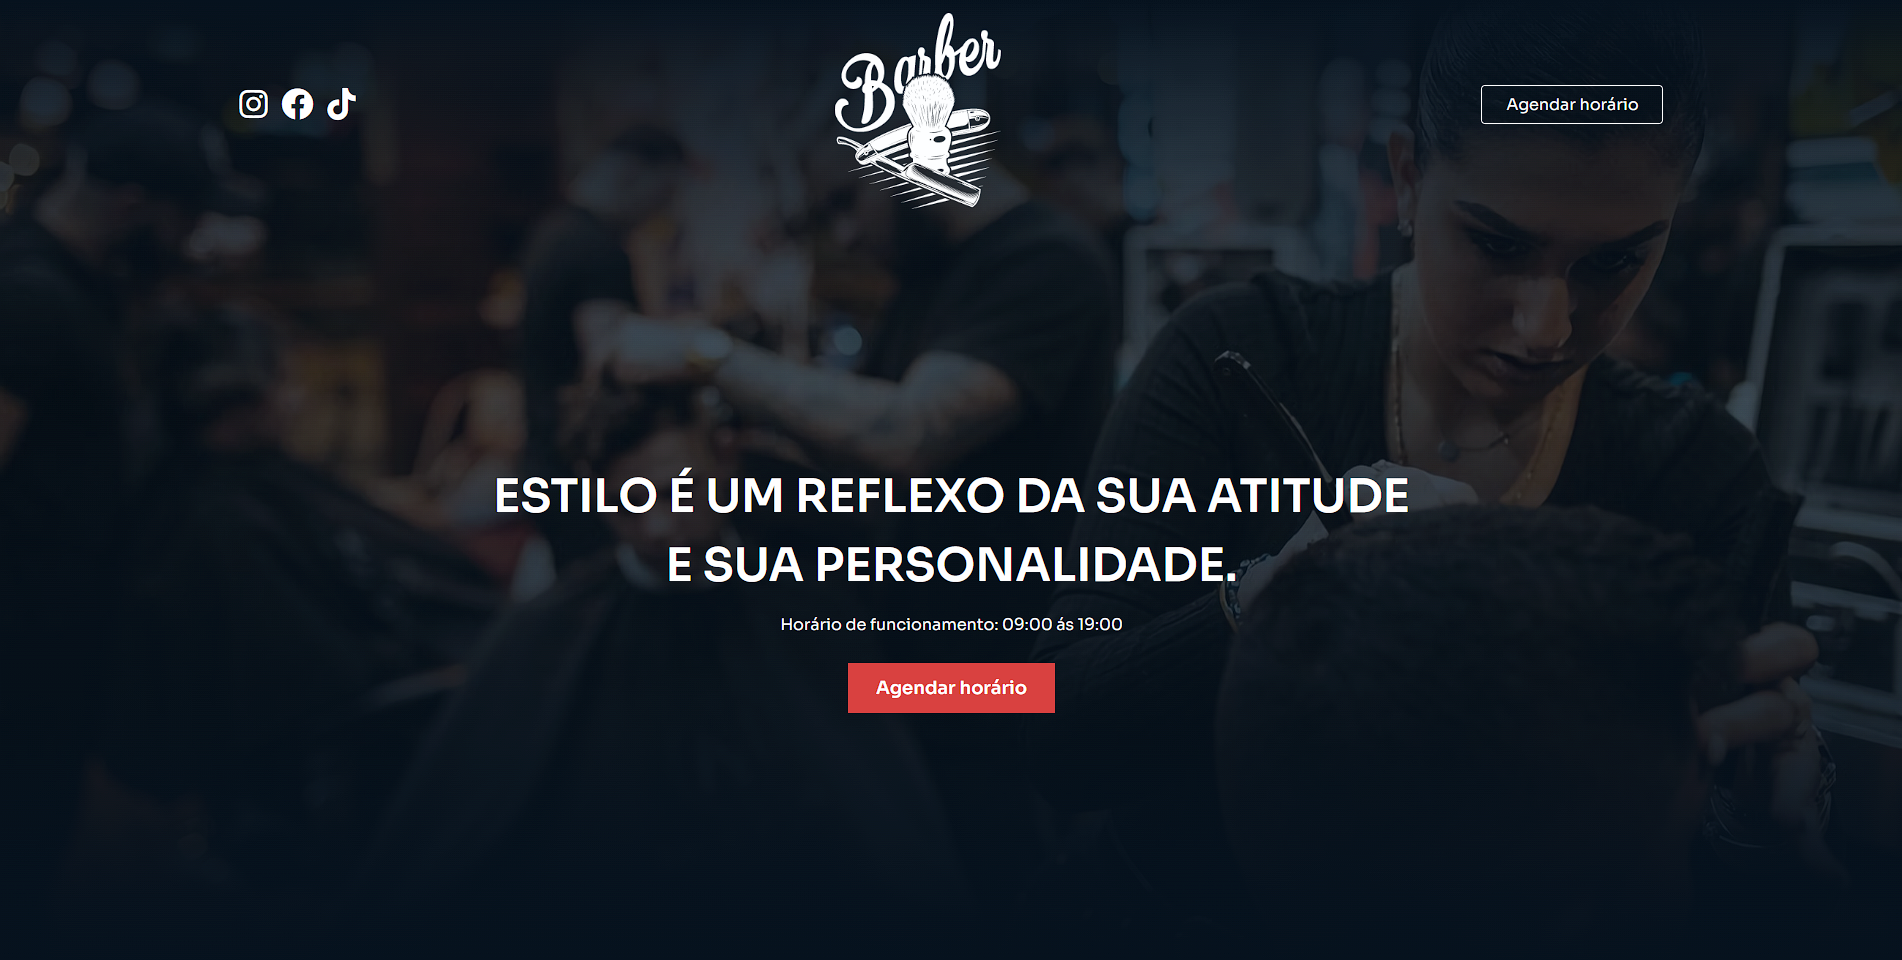 Barber
Agendar horário
ESTILO É UM REFLEXO DA SUA ATITUDE
E SUA PERSONALIDADE.
Horário de funcionamento: 09:00 ás 19:00
Agendar horário